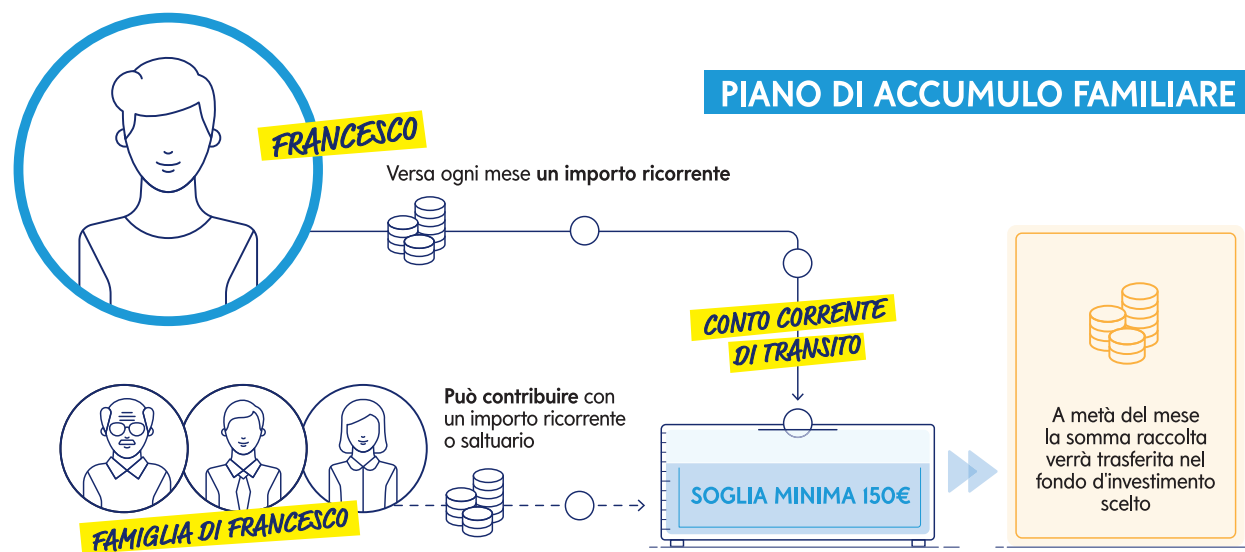 PIANO DI ACCUMULO FAMILIARE
FRANCESCO
Versa ogni mese un importo ricorrente
CONTO CORRENTE
DI TRANSITO
Può contribuire con
un importo ricorrente
o saltuario
FAMIGLIA DI FRANCESCO
SOGLIA MINIMA 150€
A metà del mese
la somma raccolta
verrà trasferita nel
fondo d'investimento
scelto